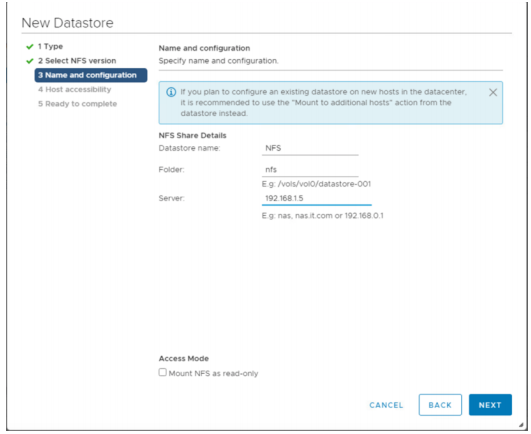 New Datastore
1 Type
2 Select NFS version
3 Name and configuration
4 Host accessibility
5 Ready to complete
Name and configuration
Specify name and configuration.
If you plan to configure an existing datastore on new hosts in the datacenter,
it is recommended to use the "Mount to additional hosts" action from the
datastore instead.
NFS Share Details
Datastore name: NFS
Folder: nfs
E.g: /vols/vol0/datastore-001
Server: 192.168.1.5
E.g: nas, nas.it.com or 192.168.0.1
Access Mode
Mount NFS as read-only
CANCEL BACK NEXT